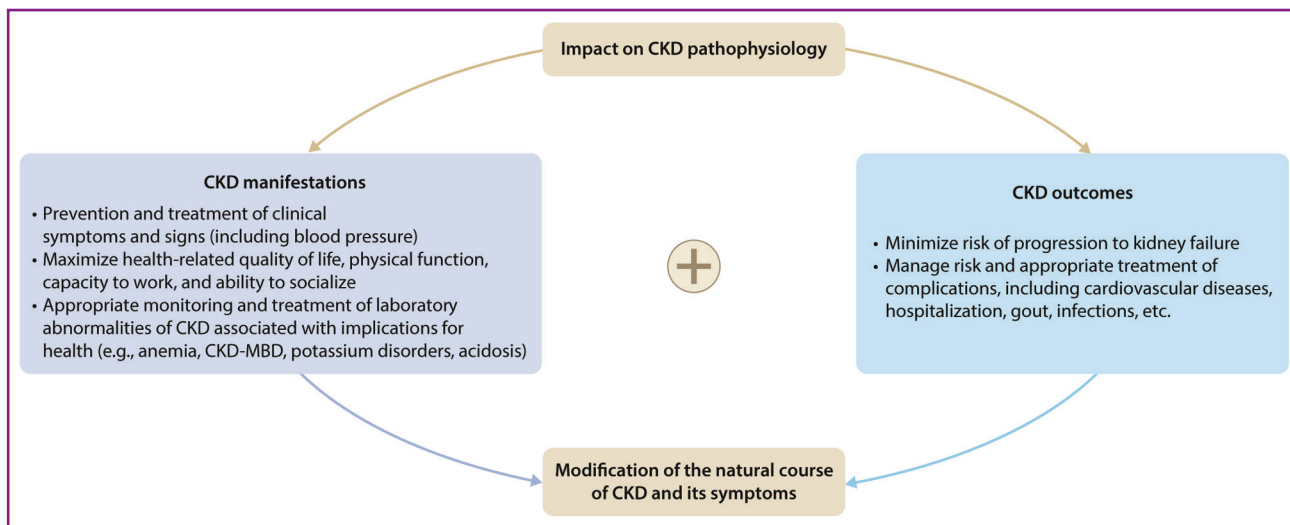 Impact on CKD pathophysiology
CKD manifestations
• Prevention and treatment of clinical
symptoms and signs (including blood pressure)
• Maximize health-related quality of life, physical function,
capacity to work, and ability to socialize
• Appropriate monitoring and treatment of laboratory
abnormalities of CKD associated with implications for
health (e.g., anemia, CKD-MBD, potassium disorders, acidosis)
CKD outcomes
• Minimize risk of progression to kidney failure
• Manage risk and appropriate treatment of
complications, including cardiovascular diseases,
hospitalization, gout, infections, etc.
Modification of the natural course
of CKD and its symptoms